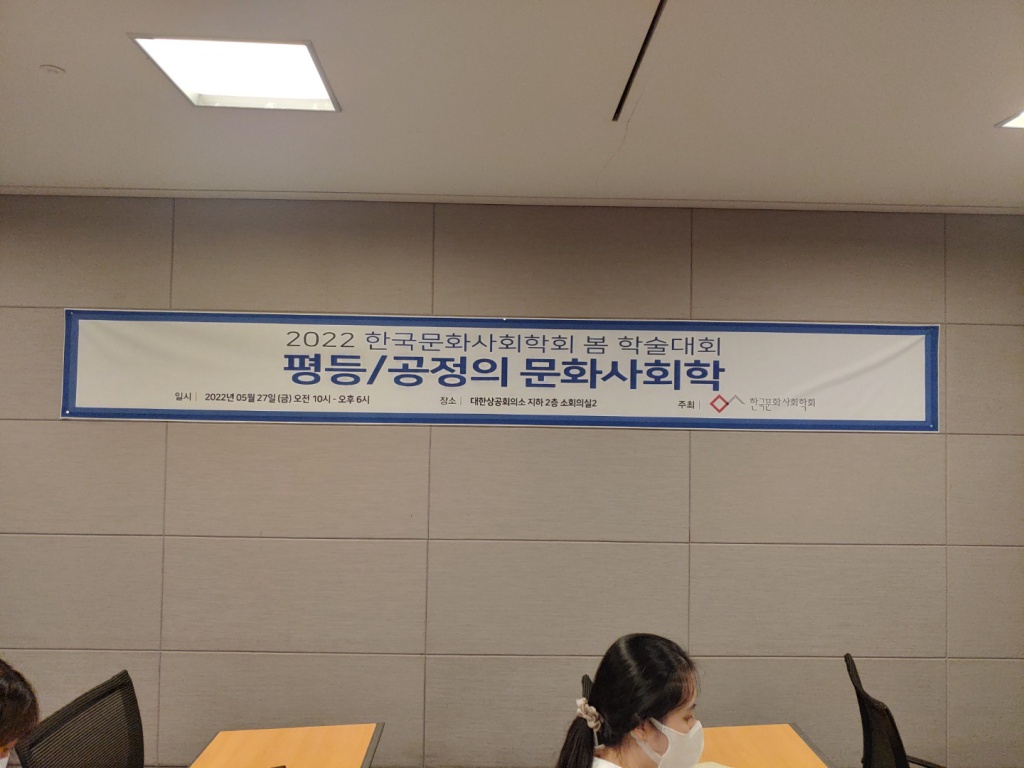 2022 한국문화사회학회 봄 학술대회
평등/공정의 문화사회학
일시 | 2022년 05월 27일 (금) 오전 10시 - 오후 6시 장소 | 대한상공회의소 지하 2층 소회의실2 주최 | 한국문화사회학회